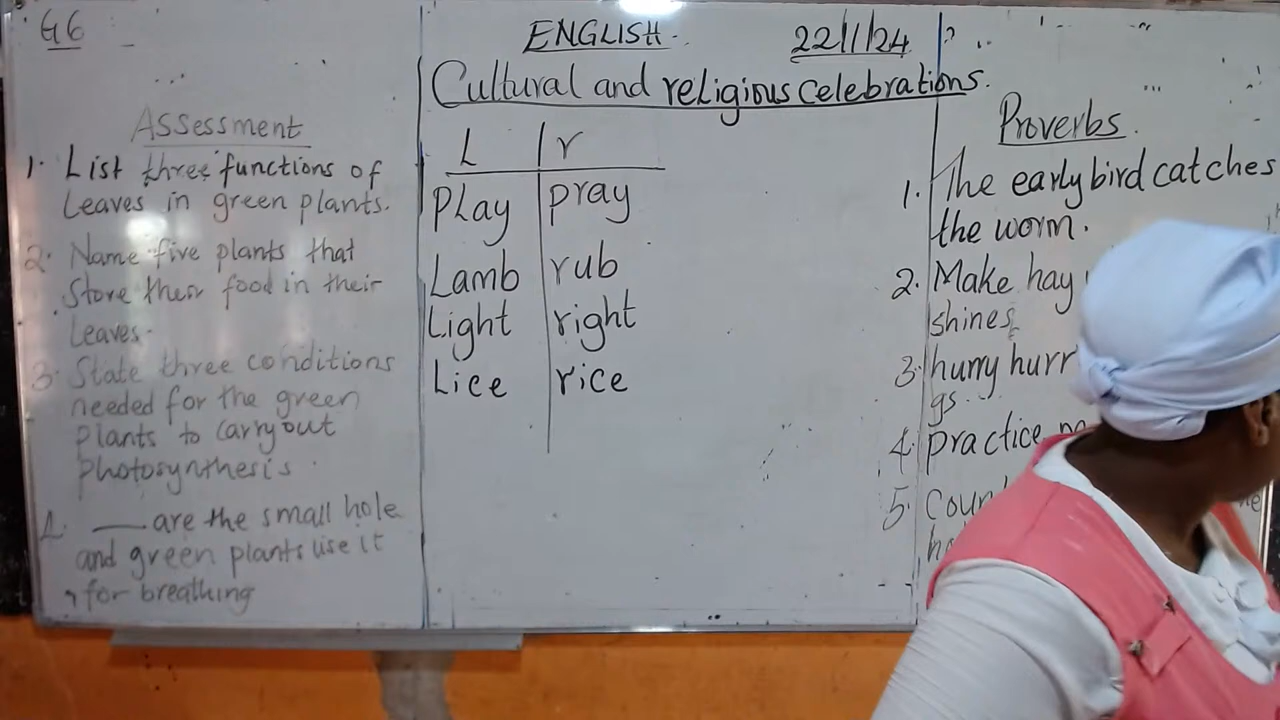 G6
ENGLISH.
22/1/24
Cultural and religious celebrations.
Assessment
1. List three functions of
Leaves in green plants.
2. Name five plants that
Store their food in their
Leaves.
3. State three conditions
needed for the green
plants to carryout
photosynthesis.
___ are the small hole
and green plants use it
for breathing
L r
PLay pray
Lamb rub
Light right
Lice rice
Proverbs.
1. The early bird catches
the worm.
2. Make hay
shines
3. hurry hurr
gs.
4. practice
5.